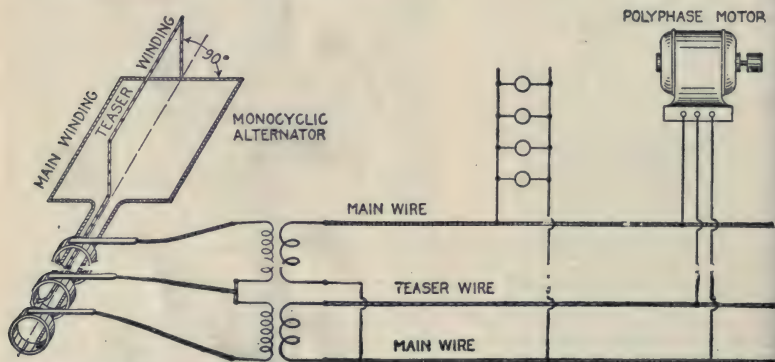 POLYPHASE MOTOR
MAIN WINDING
TEASER
WINDING
90°
MONOCYCLIC
ALTERNATOR
MAIN WIRE
TEASER WIRE
MAIN WIRE